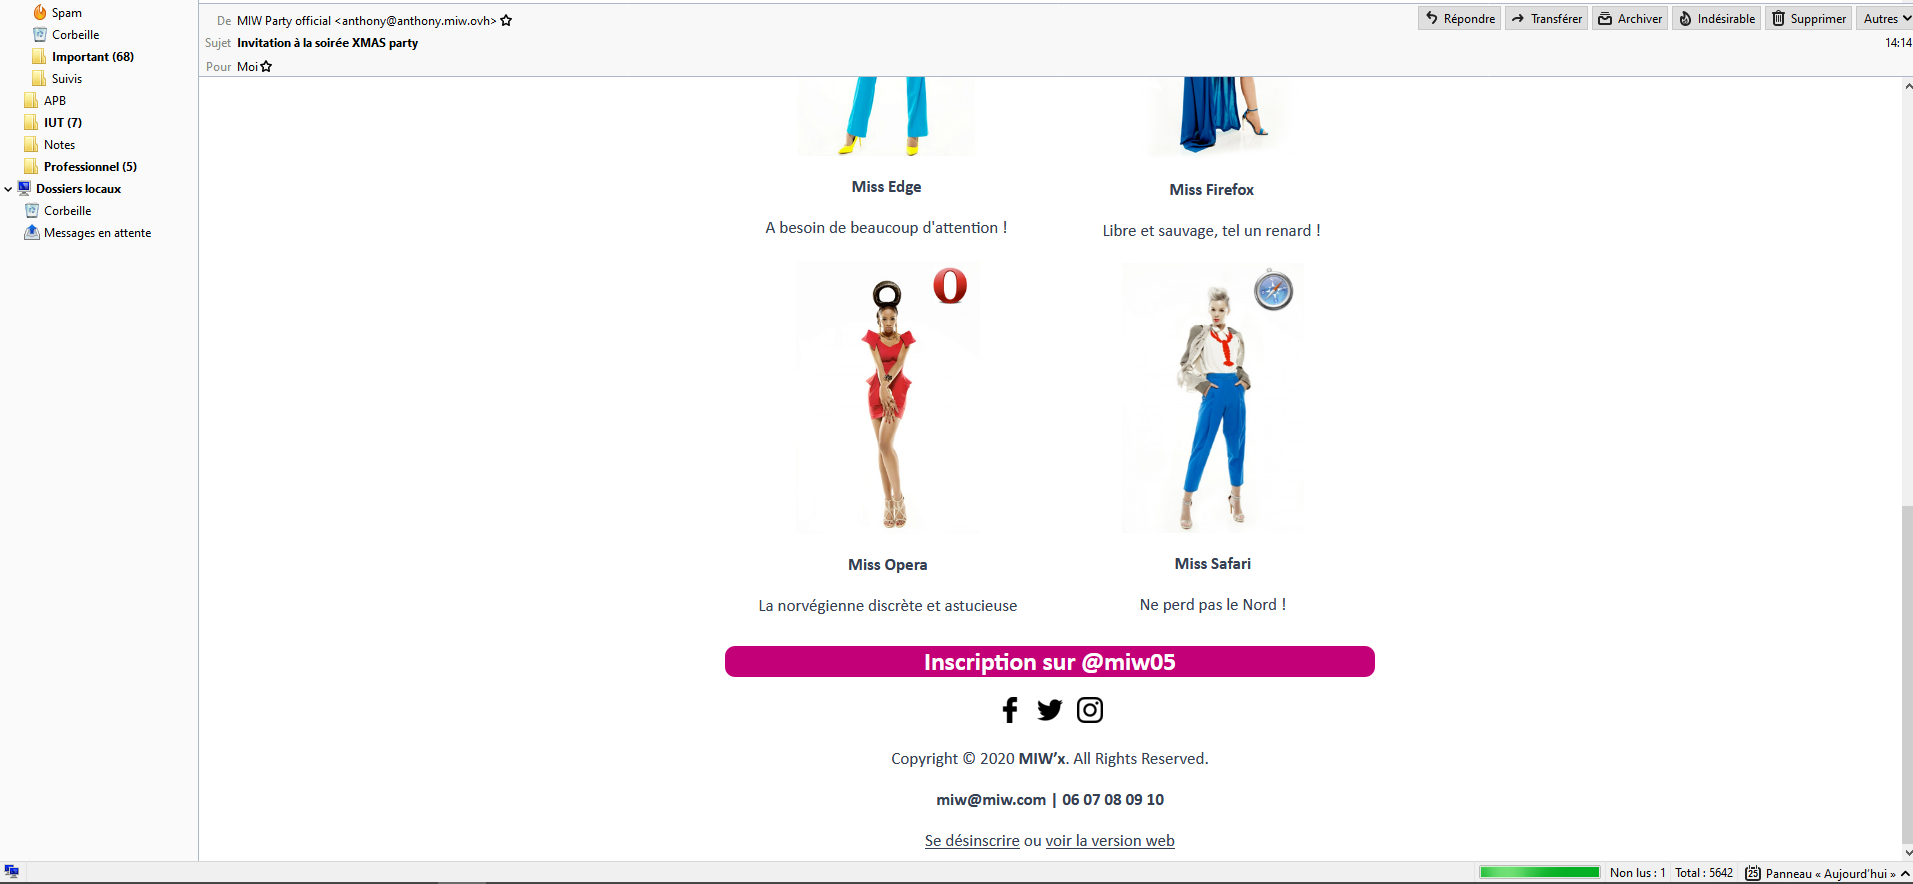 Spam
Corbeille
Important (68)
Suivis
APB
IUT (7)
Notes
Professionnel (5)
Dossiers locaux
Corbeille
Messages en attente
De MIW Party official <anthony@anthony.miw.ovh>
Répondre Transférer Archiver Indésirable Supprimer Autres
Sujet Invitation à la soirée XMAS party
14:14
Pour Moi
Miss Edge
A besoin de beaucoup d'attention !
Miss Firefox
Libre et sauvage, tel un renard !
Miss Opera
La norvégienne discrète et astucieuse
Miss Safari
Ne perd pas le Nord !
Inscription sur @miw05
Copyright © 2020 MIW’x. All Rights Reserved.
miw@miw.com | 06 07 08 09 10
Se désinscrire ou voir la version web
Non lus : 1 Total : 5642 25 Panneau « Aujourd'hui »